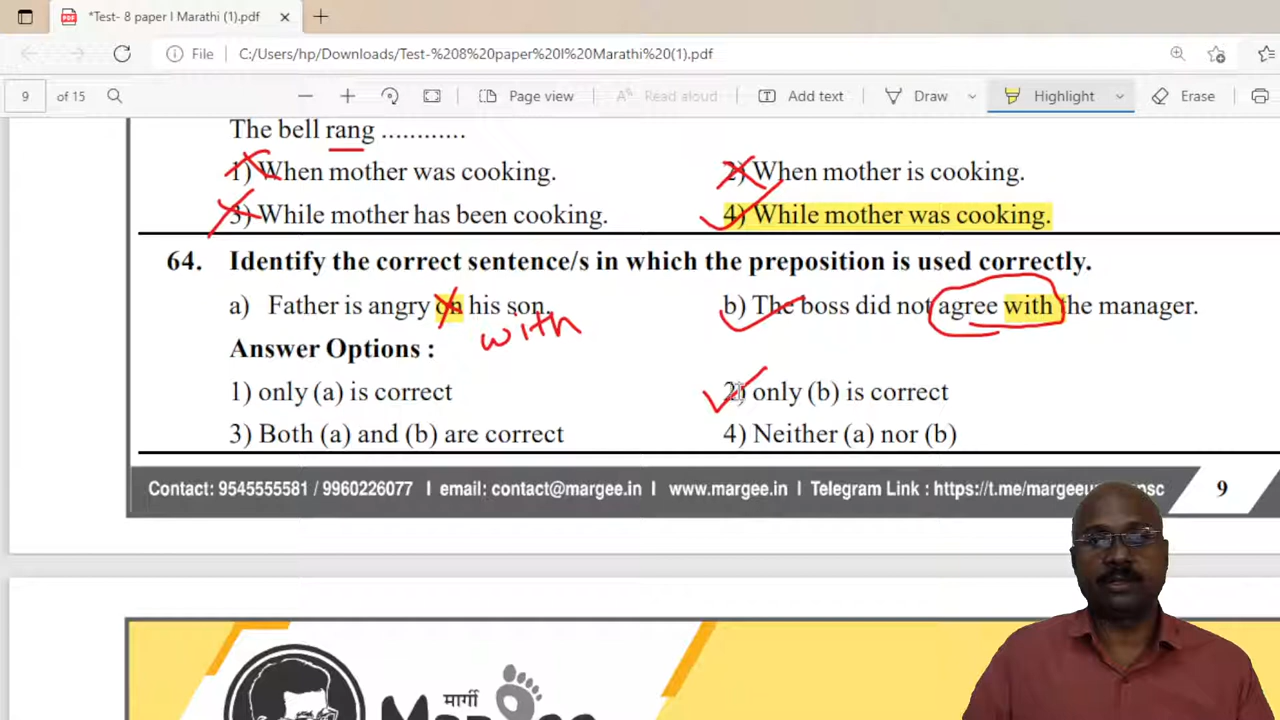 *Test- 8 paper I Marathi (1).pdf
File C:/Users/hp/Downloads/Test-%208%20paper%20I%20Marathi%20(1).pdf
9 of 15 Page view Read aloud Add text Draw Highlight Erase
The bell rang ............
1) When mother was cooking. 2) When mother is cooking.
3) While mother has been cooking. 4) While mother was cooking.
64. Identify the correct sentence/s in which the preposition is used correctly.
a) Father is angry on his son. b) The boss did not agree with the manager.
with
Answer Options :
1) only (a) is correct 2) only (b) is correct
3) Both (a) and (b) are correct 4) Neither (a) nor (b)
Contact: 9545555581 / 9960226077 I email: contact@margee.in I www.margee.in I Telegram Link : https://t.me/margeeu sc 9
मार्गी